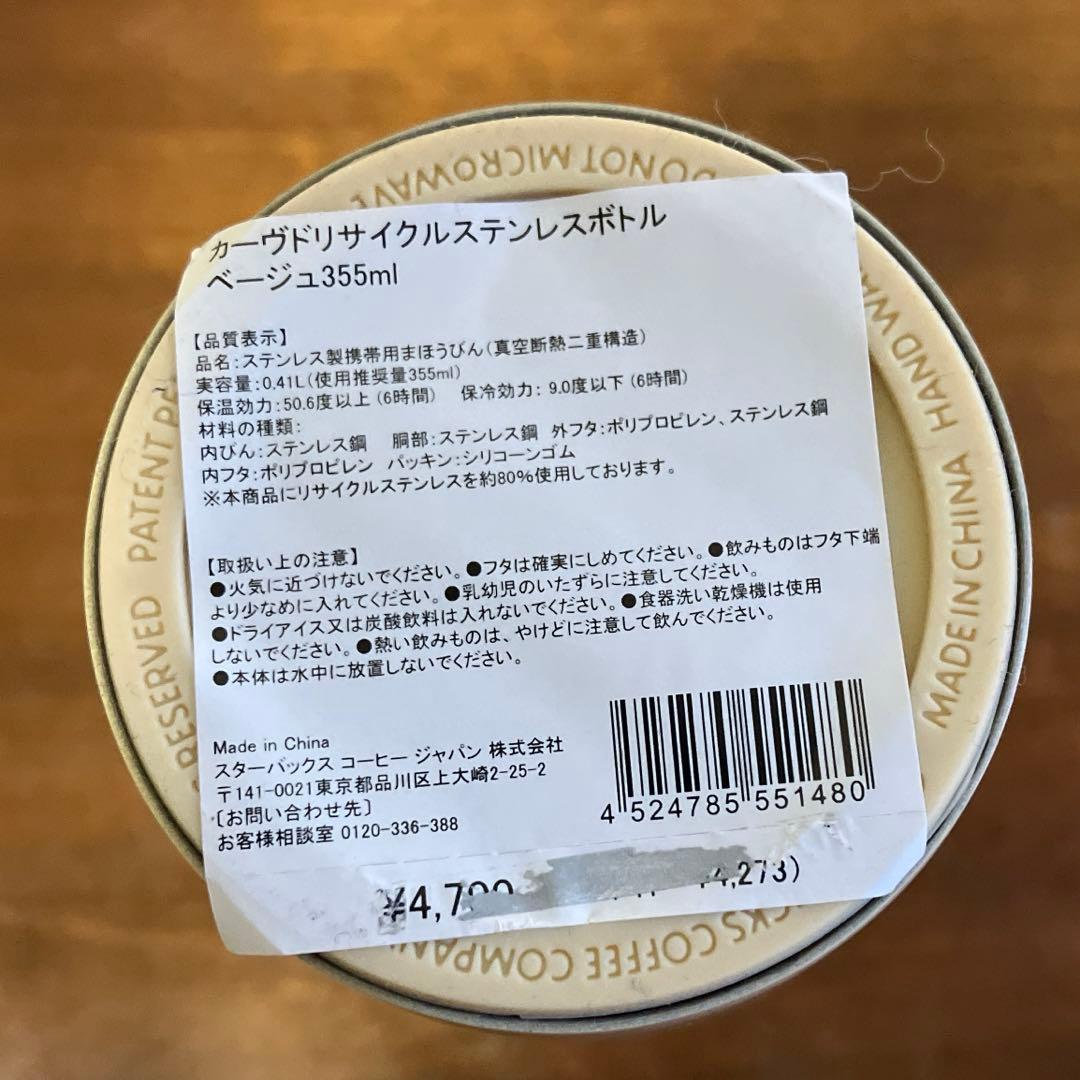 カーヴドリサイクルステンレスボトル
ベージュ355ml
【品質表示】
品名:ステンレス製携帯用まほうびん(真空断熱二重構造)
実容量:0.41L(使用推奨量355ml)
保温効力:50.6度以上(6時間) 保冷効力:9.0度以下(6時間)
材料の種類:
内びん:ステンレス鋼 胴部:ステンレス鋼 外フタ:ポリプロピレン、ステンレス鋼
内フタ:ポリプロピレン パッキン:シリコーンゴム
※本商品にリサイクルステンレスを約80%使用しております。
【取扱い上の注意】
●火気に近づけないでください。●フタは確実にしめてください。●飲みものはフタ下端
より少なめに入れてください。●乳幼児のいたずらに注意してください。
●ドライアイス又は炭酸飲料は入れないでください。●食器洗い乾燥機は使用
しないでください。●熱い飲みものは、やけどに注意して飲んでください。
●本体は水中に放置しないでください。
Made in China
スターバックス コーヒー ジャパン 株式会社
〒141-0021東京都品川区上大崎2-25-2
〔お問い合わせ先〕
お客様相談室 0120-336-388
4 524785 551480
¥4,7 4,273)
DO NOT MICROWAVE
HAND
MADE IN CHINA
COFFEE COMPANY
RESERVED
PATENT